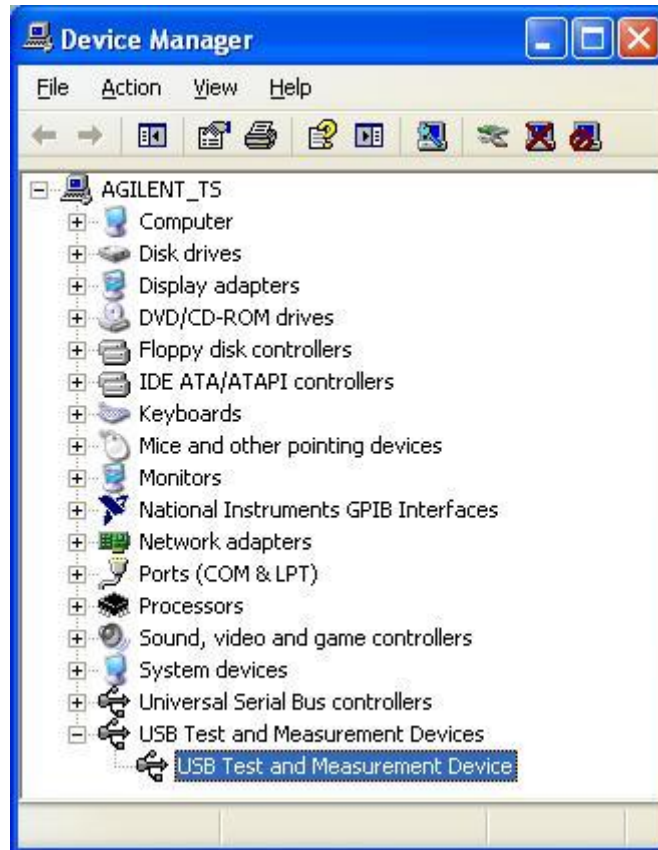 Device Manager
File Action View Help
AGILENT_TS
Computer
Disk drives
Display adapters
DVD/CD-ROM drives
Floppy disk controllers
IDE ATA/ATAPI controllers
Keyboards
Mice and other pointing devices
Monitors
National Instruments GPIB Interfaces
Network adapters
Ports (COM & LPT)
Processors
Sound, video and game controllers
System devices
Universal Serial Bus controllers
USB Test and Measurement Devices
USB Test and Measurement Device